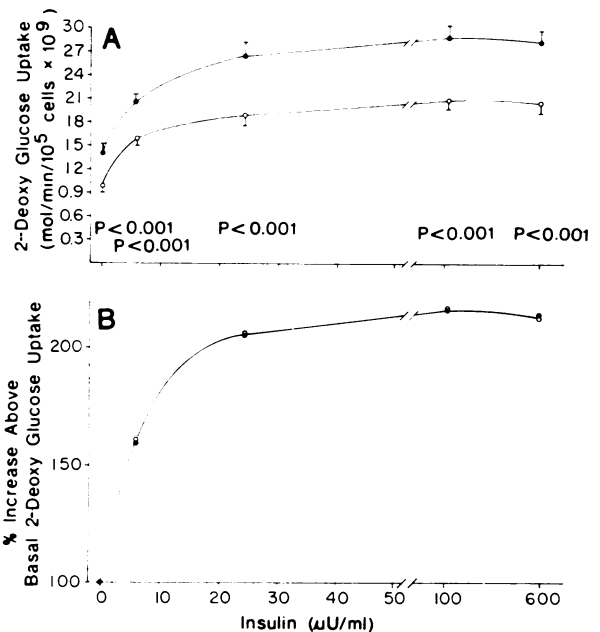 A
2-Deoxy Glucose Uptake
(mol/min/10⁵ cells × 10⁹)
30
27
24
21
18
15
12
0.9
0.6
0.3
P<0.001
P<0.001
P<0.001
P<0.001
P<0.001
B
% Increase Above
Basal 2-Deoxy Glucose Uptake
200
150
100
0 10 20 30 40 50 100 600
Insulin (μU/ml)